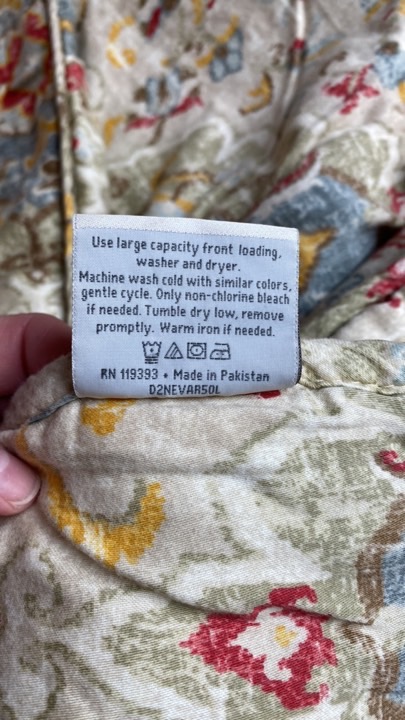 Use large capacity front loading,
washer and dryer.
Machine wash cold with similar colors,
gentle cycle. Only non-chlorine bleach
if needed. Tumble dry low, remove
promptly. Warm iron if needed.
RN 119393 • Made in Pakistan
D2NEVAR50L